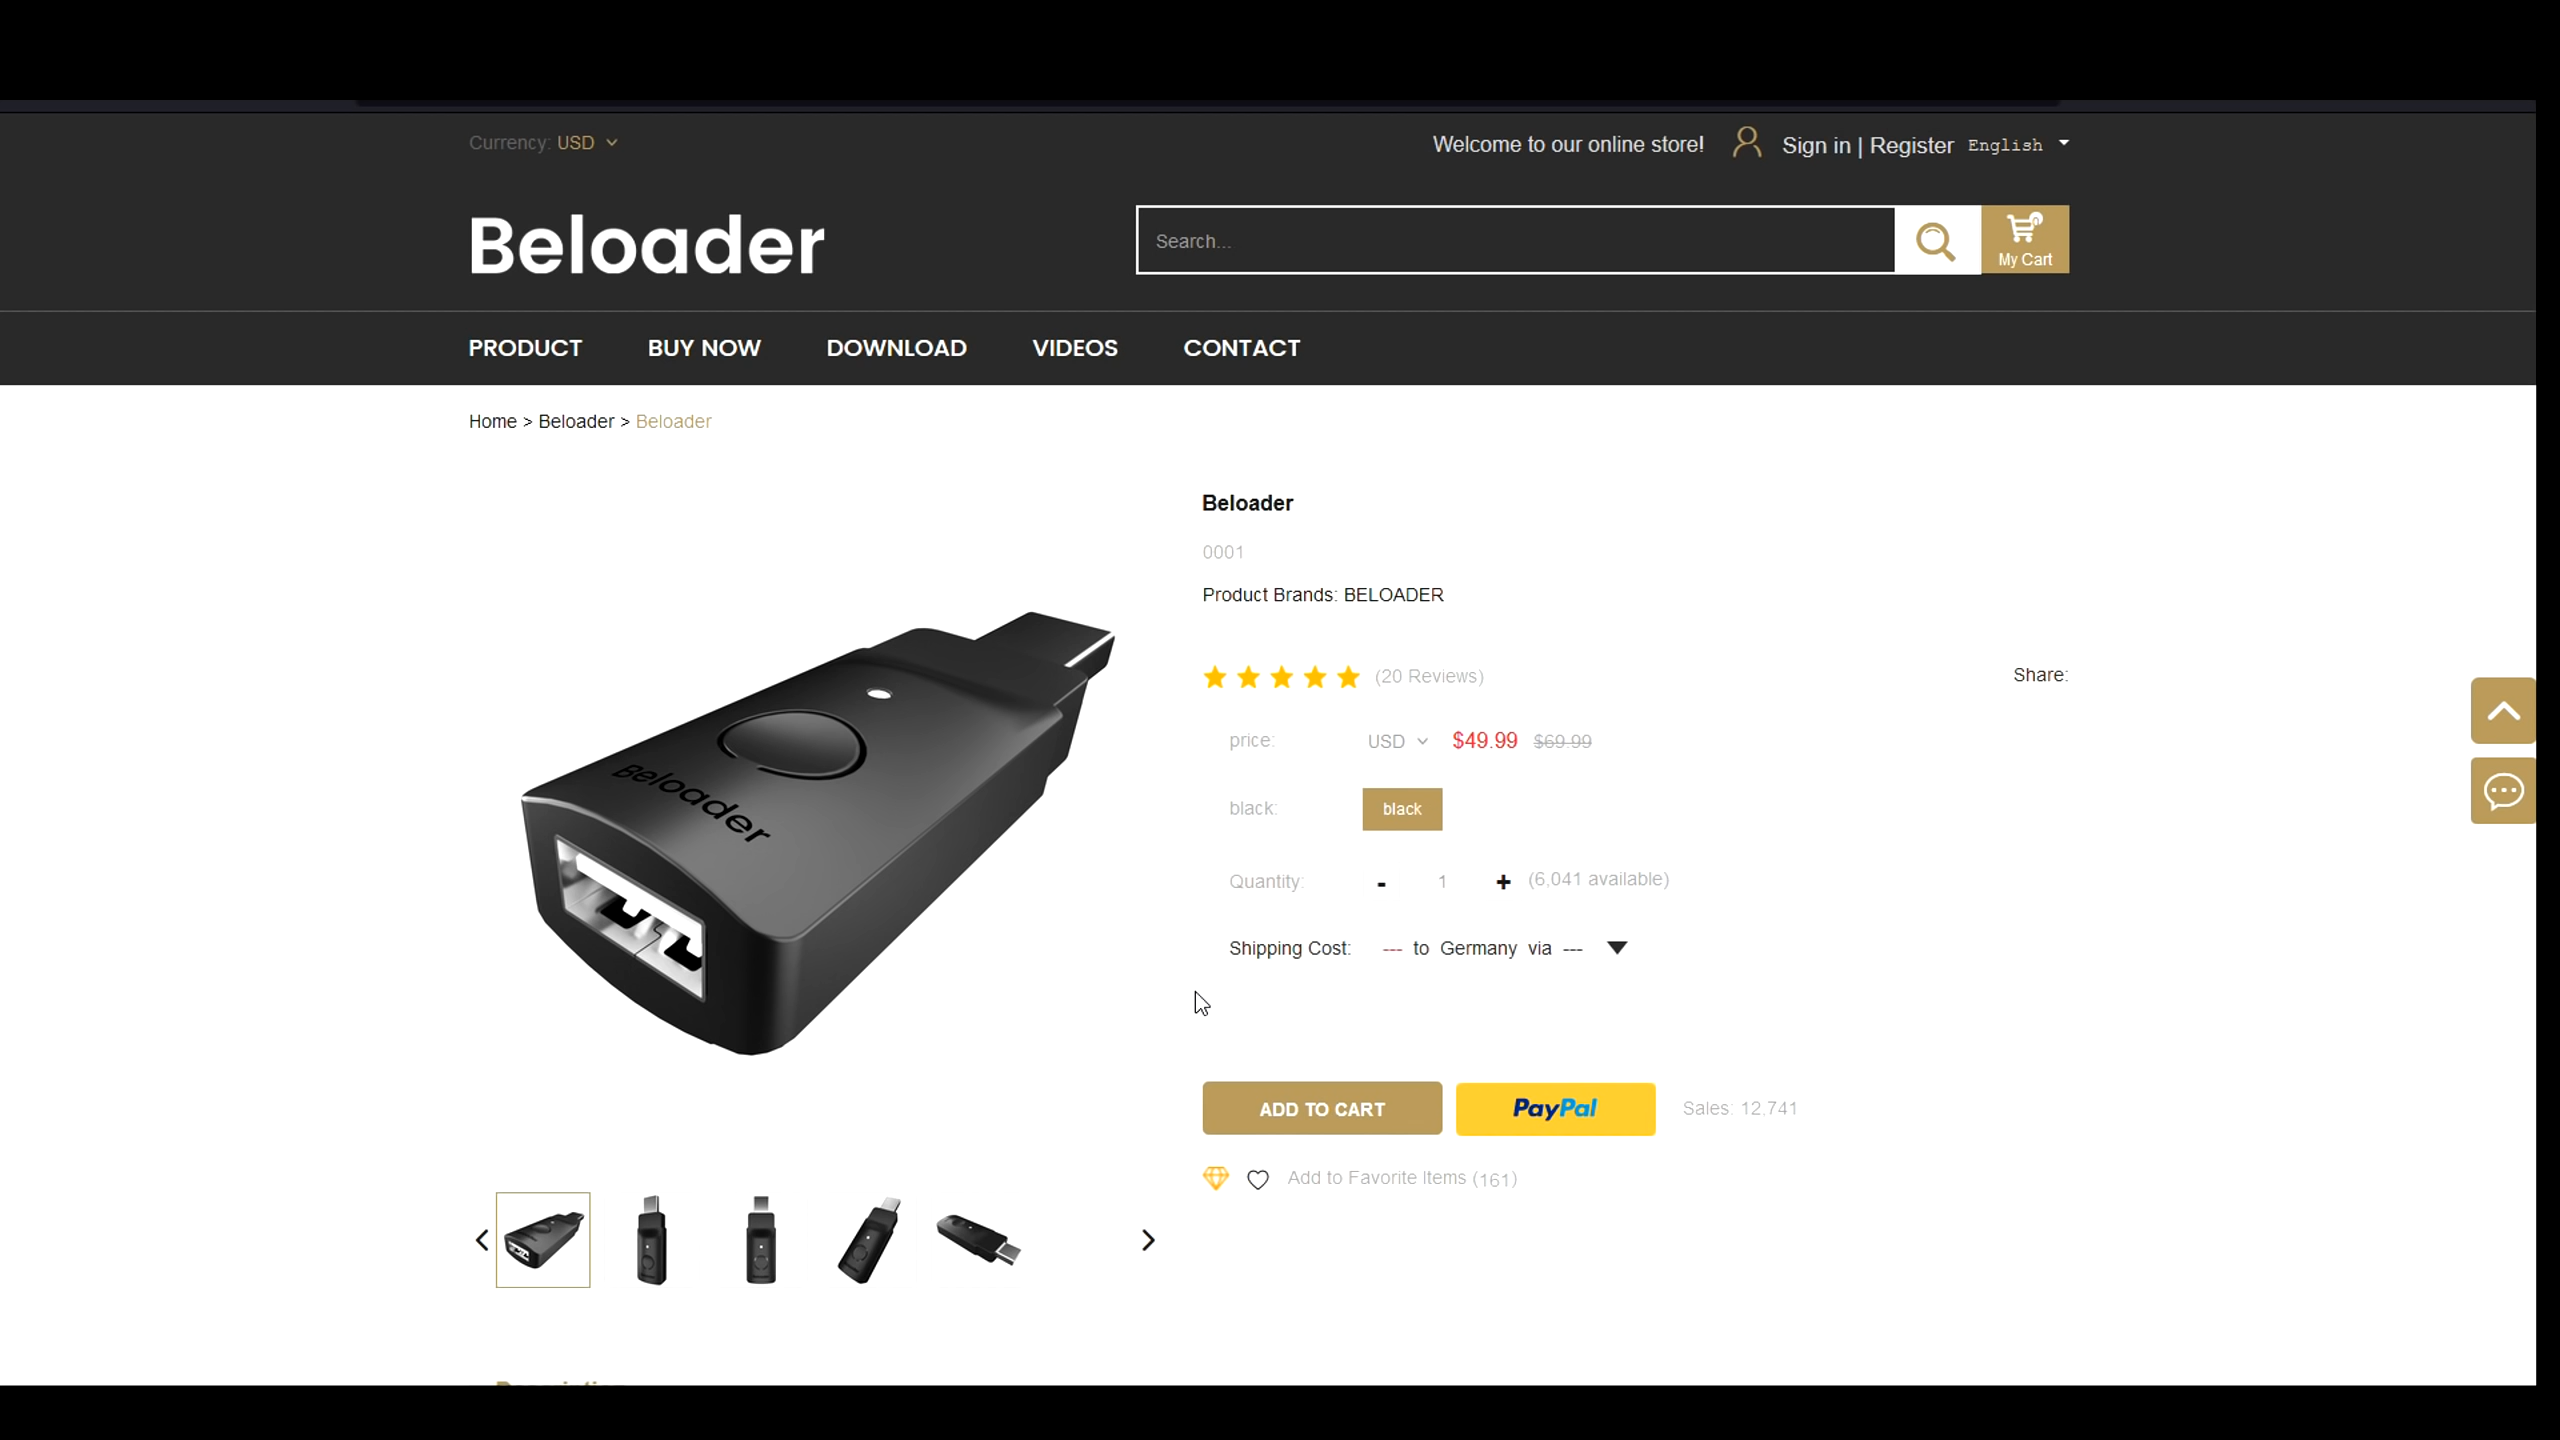 Currency: USD
Welcome to our online store!
Sign in | Register
English
Beloader
Search...
0
My Cart
PRODUCT
BUY NOW
DOWNLOAD
VIDEOS
CONTACT
Home > Beloader > Beloader
Beloader
0001
Product Brands: BELOADER
(20 Reviews)
Share:
price: USD $49.99 $69.99
black: black
Quantity: - 1 + (6,041 available)
Shipping Cost: --- to Germany via ---
Beloader
ADD TO CART
PayPal
Sales: 12,741
Add to Favorite Items (161)